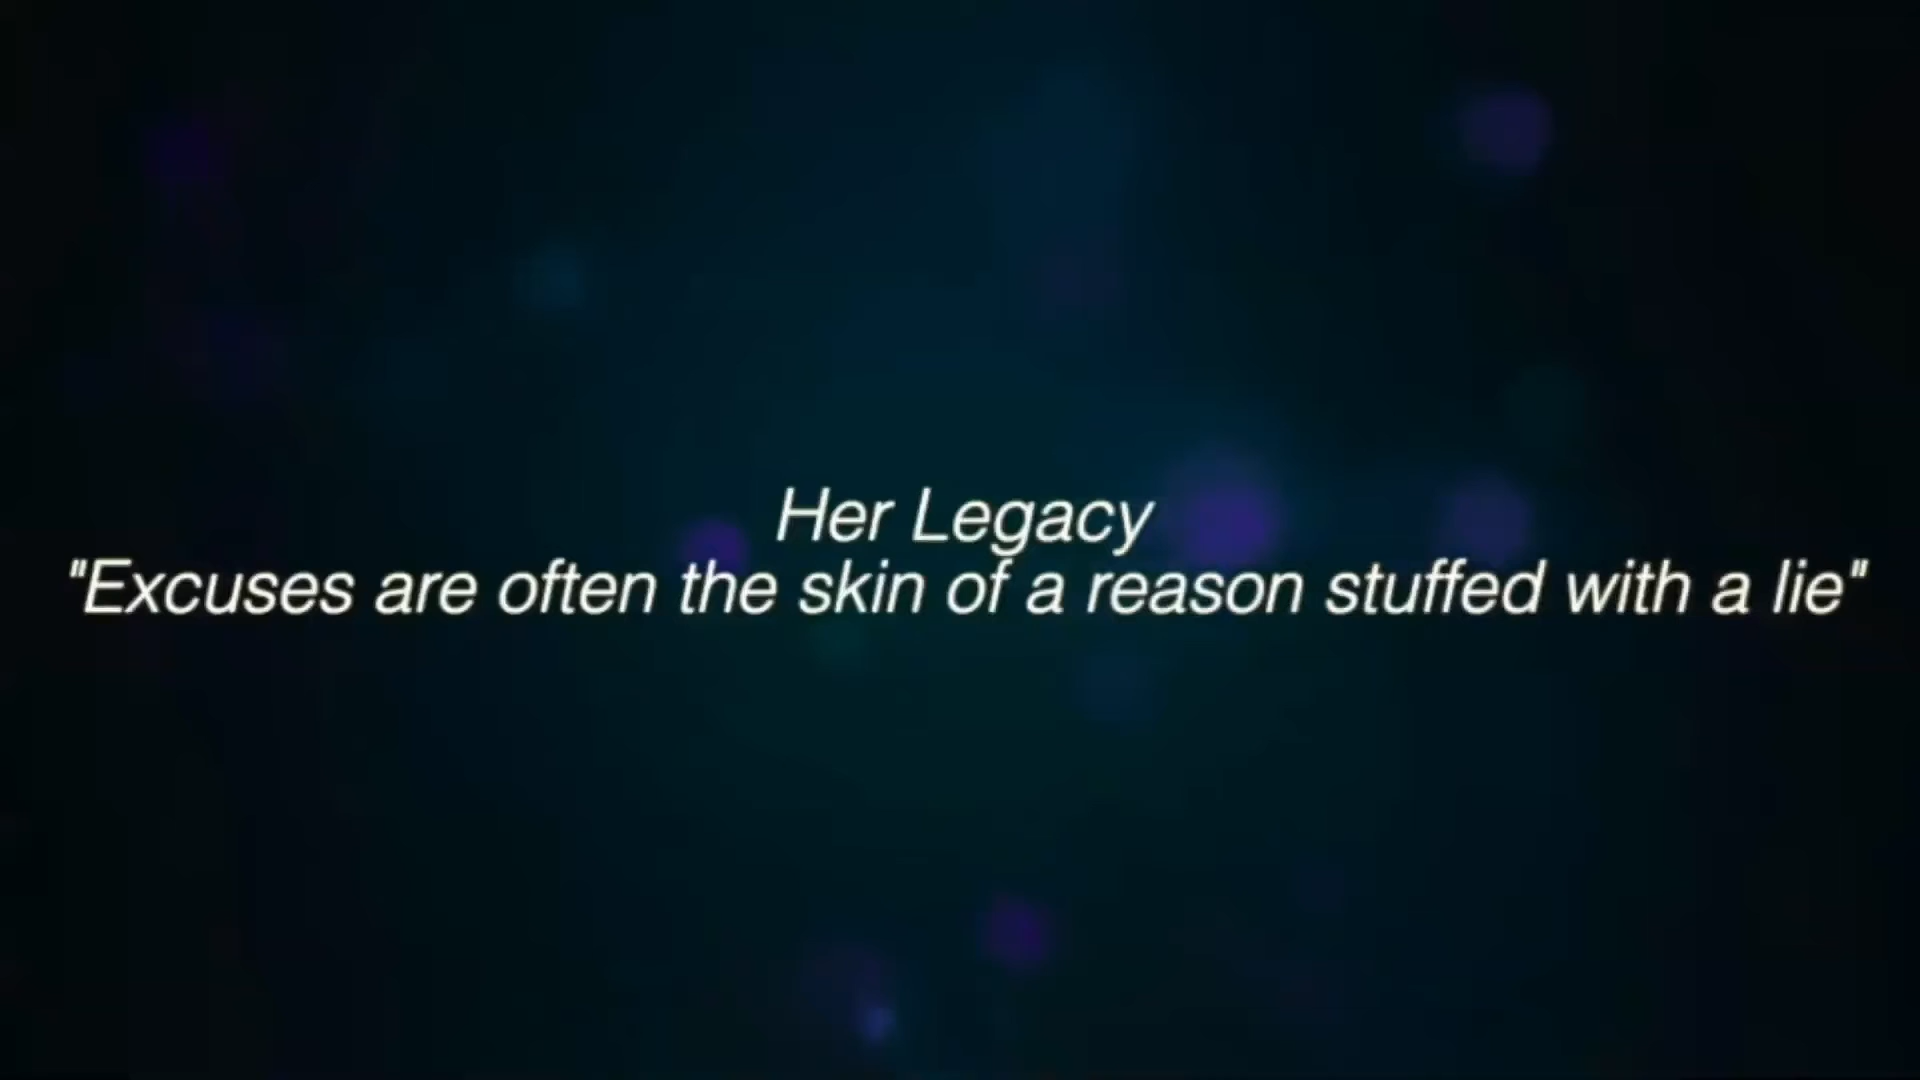 Her Legacy
"Excuses are often the skin of a reason stuffed with a lie"